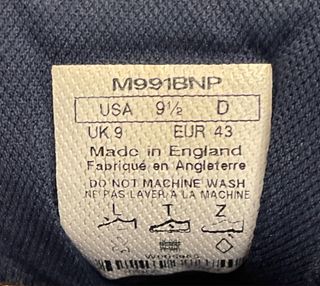 M991BNP
USA 9½ D
UK 9 EUR 43
Made in England
Fabriqué en Angleterre
DO NOT MACHINE WASH
NE PAS LAVER À LA MACHINE
L T Z